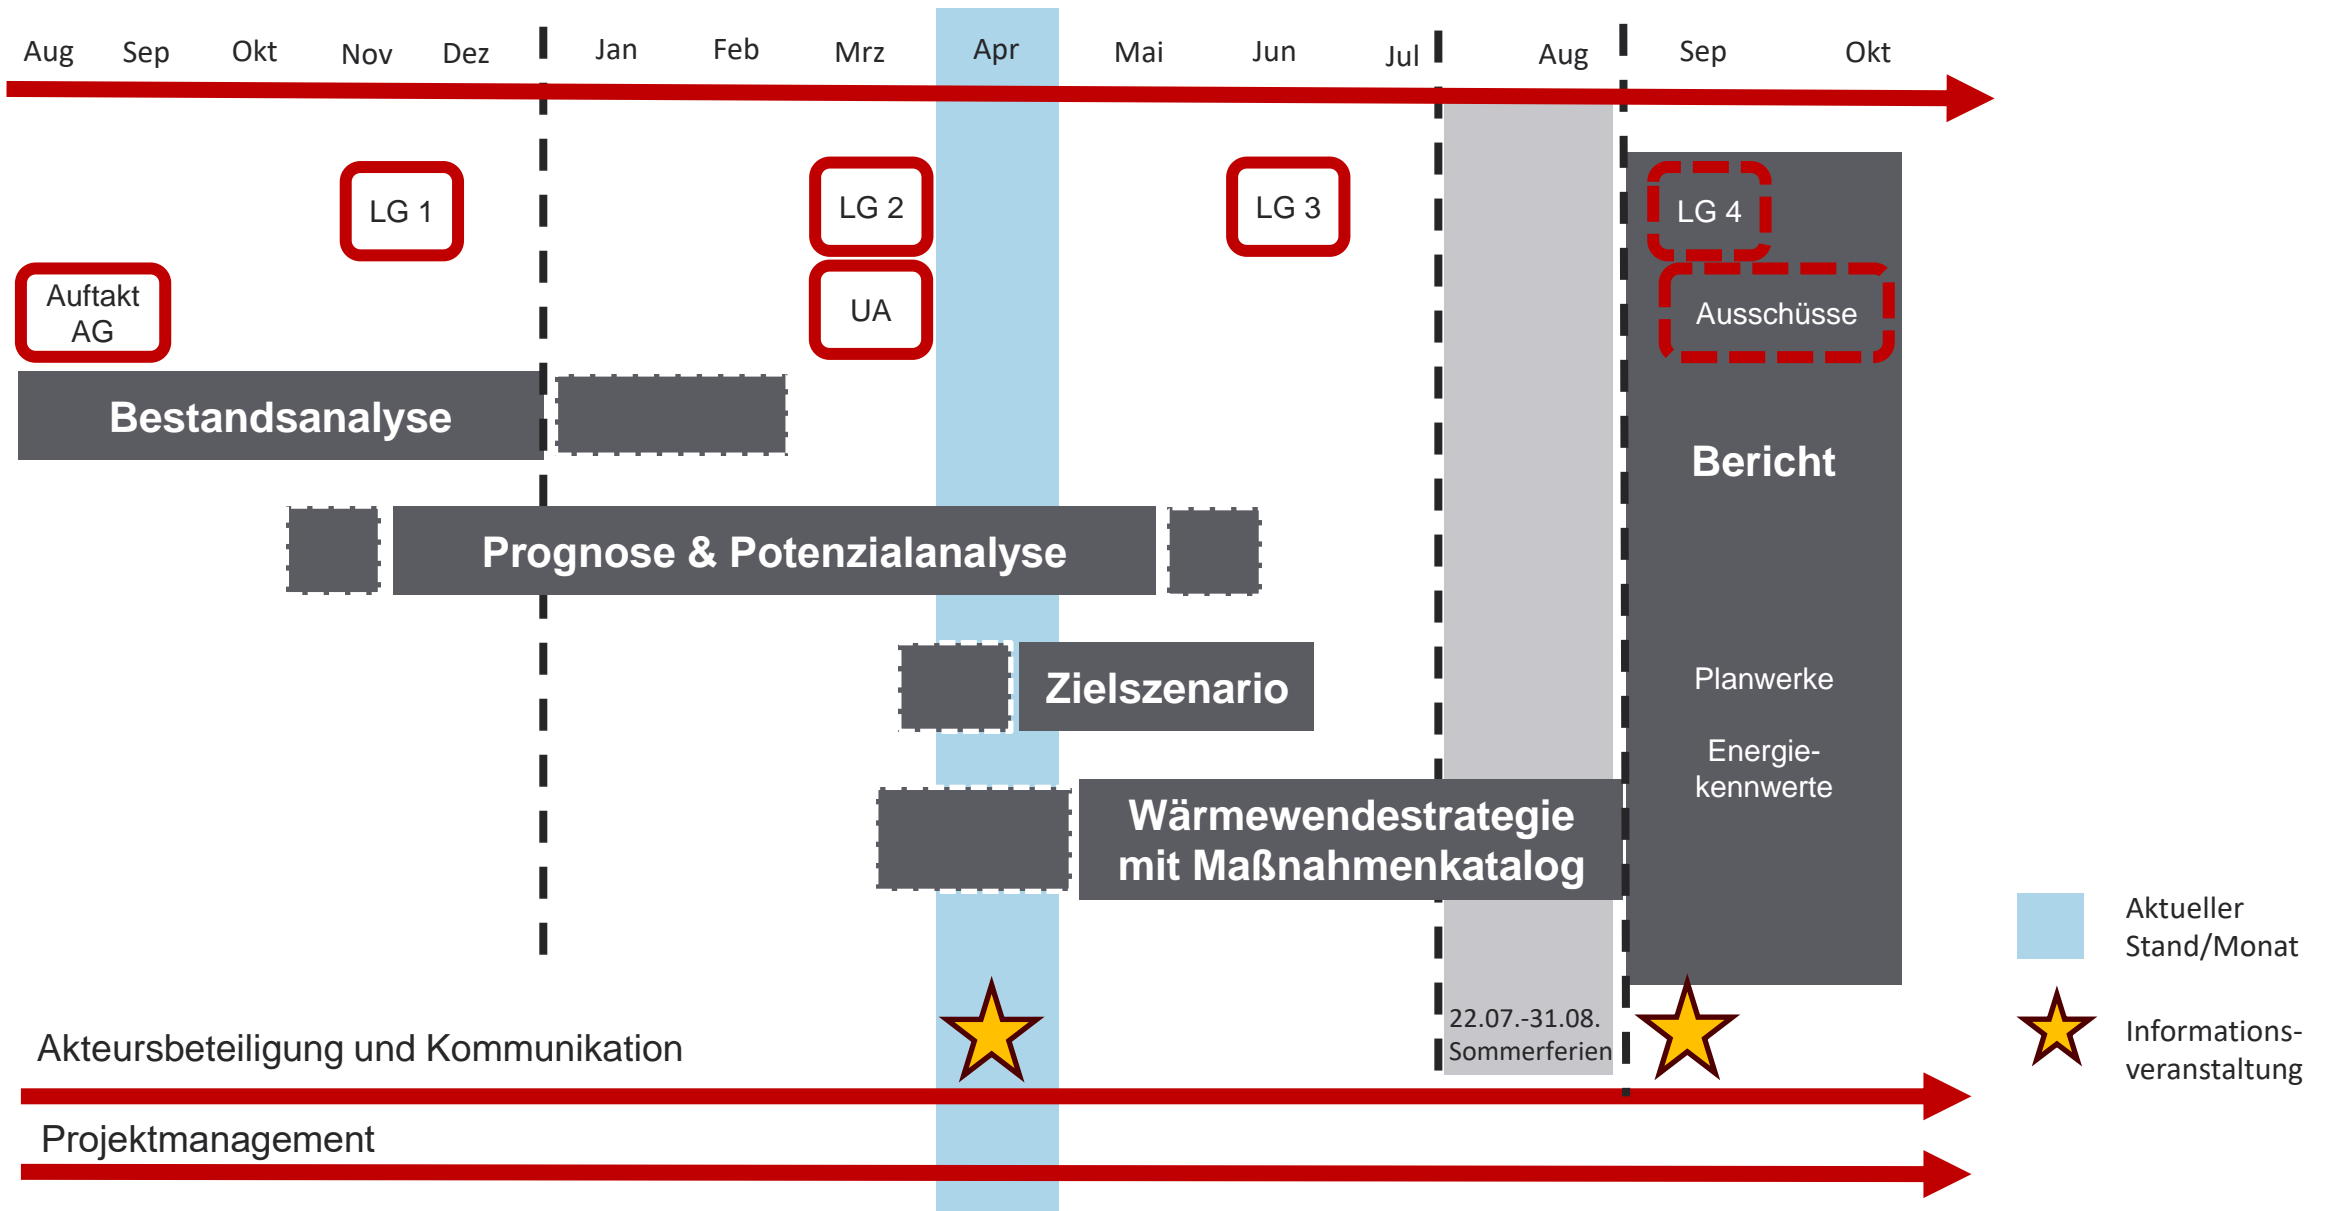 Aug Sep Okt Nov Dez Jan Feb Mrz Apr Mai Jun Jul Aug Sep Okt
LG 1
LG 2
LG 3
LG 4
Auftakt
AG
UA
Ausschüsse
Bestandsanalyse
Bericht
Prognose & Potenzialanalyse
Zielszenario
Planwerke
Energie-
kennwerte
Wärmewendestrategie
mit Maßnahmenkatalog
Aktueller
Stand/Monat
22.07.-31.08.
Sommerferien
Informations-
veranstaltung
Akteursbeteiligung und Kommunikation
Projektmanagement